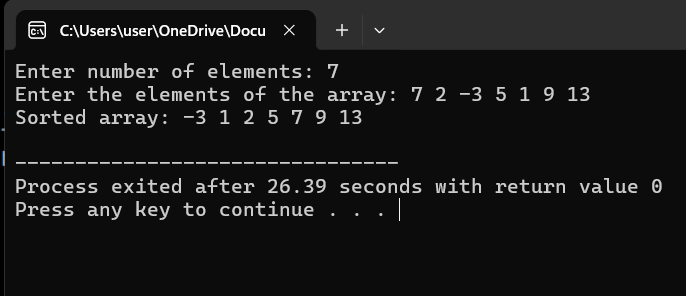 C:\Users\user\OneDrive\Docu
Enter number of elements: 7
Enter the elements of the array: 7 2 -3 5 1 9 13
Sorted array: -3 1 2 5 7 9 13
--------------------------------
Process exited after 26.39 seconds with return value 0
Press any key to continue . . .